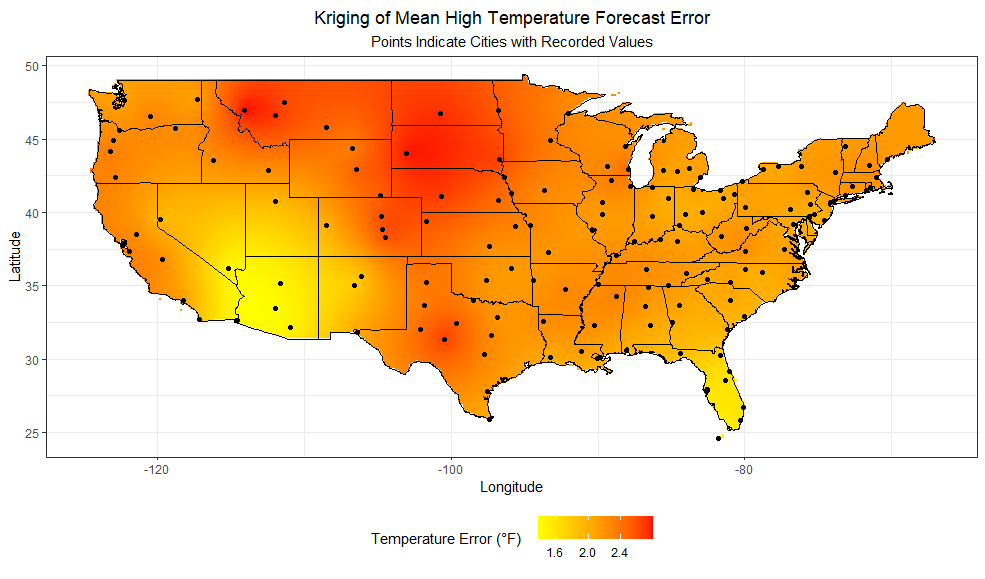 Kriging of Mean High Temperature Forecast Error
Points Indicate Cities with Recorded Values
50
45
40
35
30
25
Latitude
-120
-100
-80
Longitude
Temperature Error (°F)
1.6
2.0
2.4